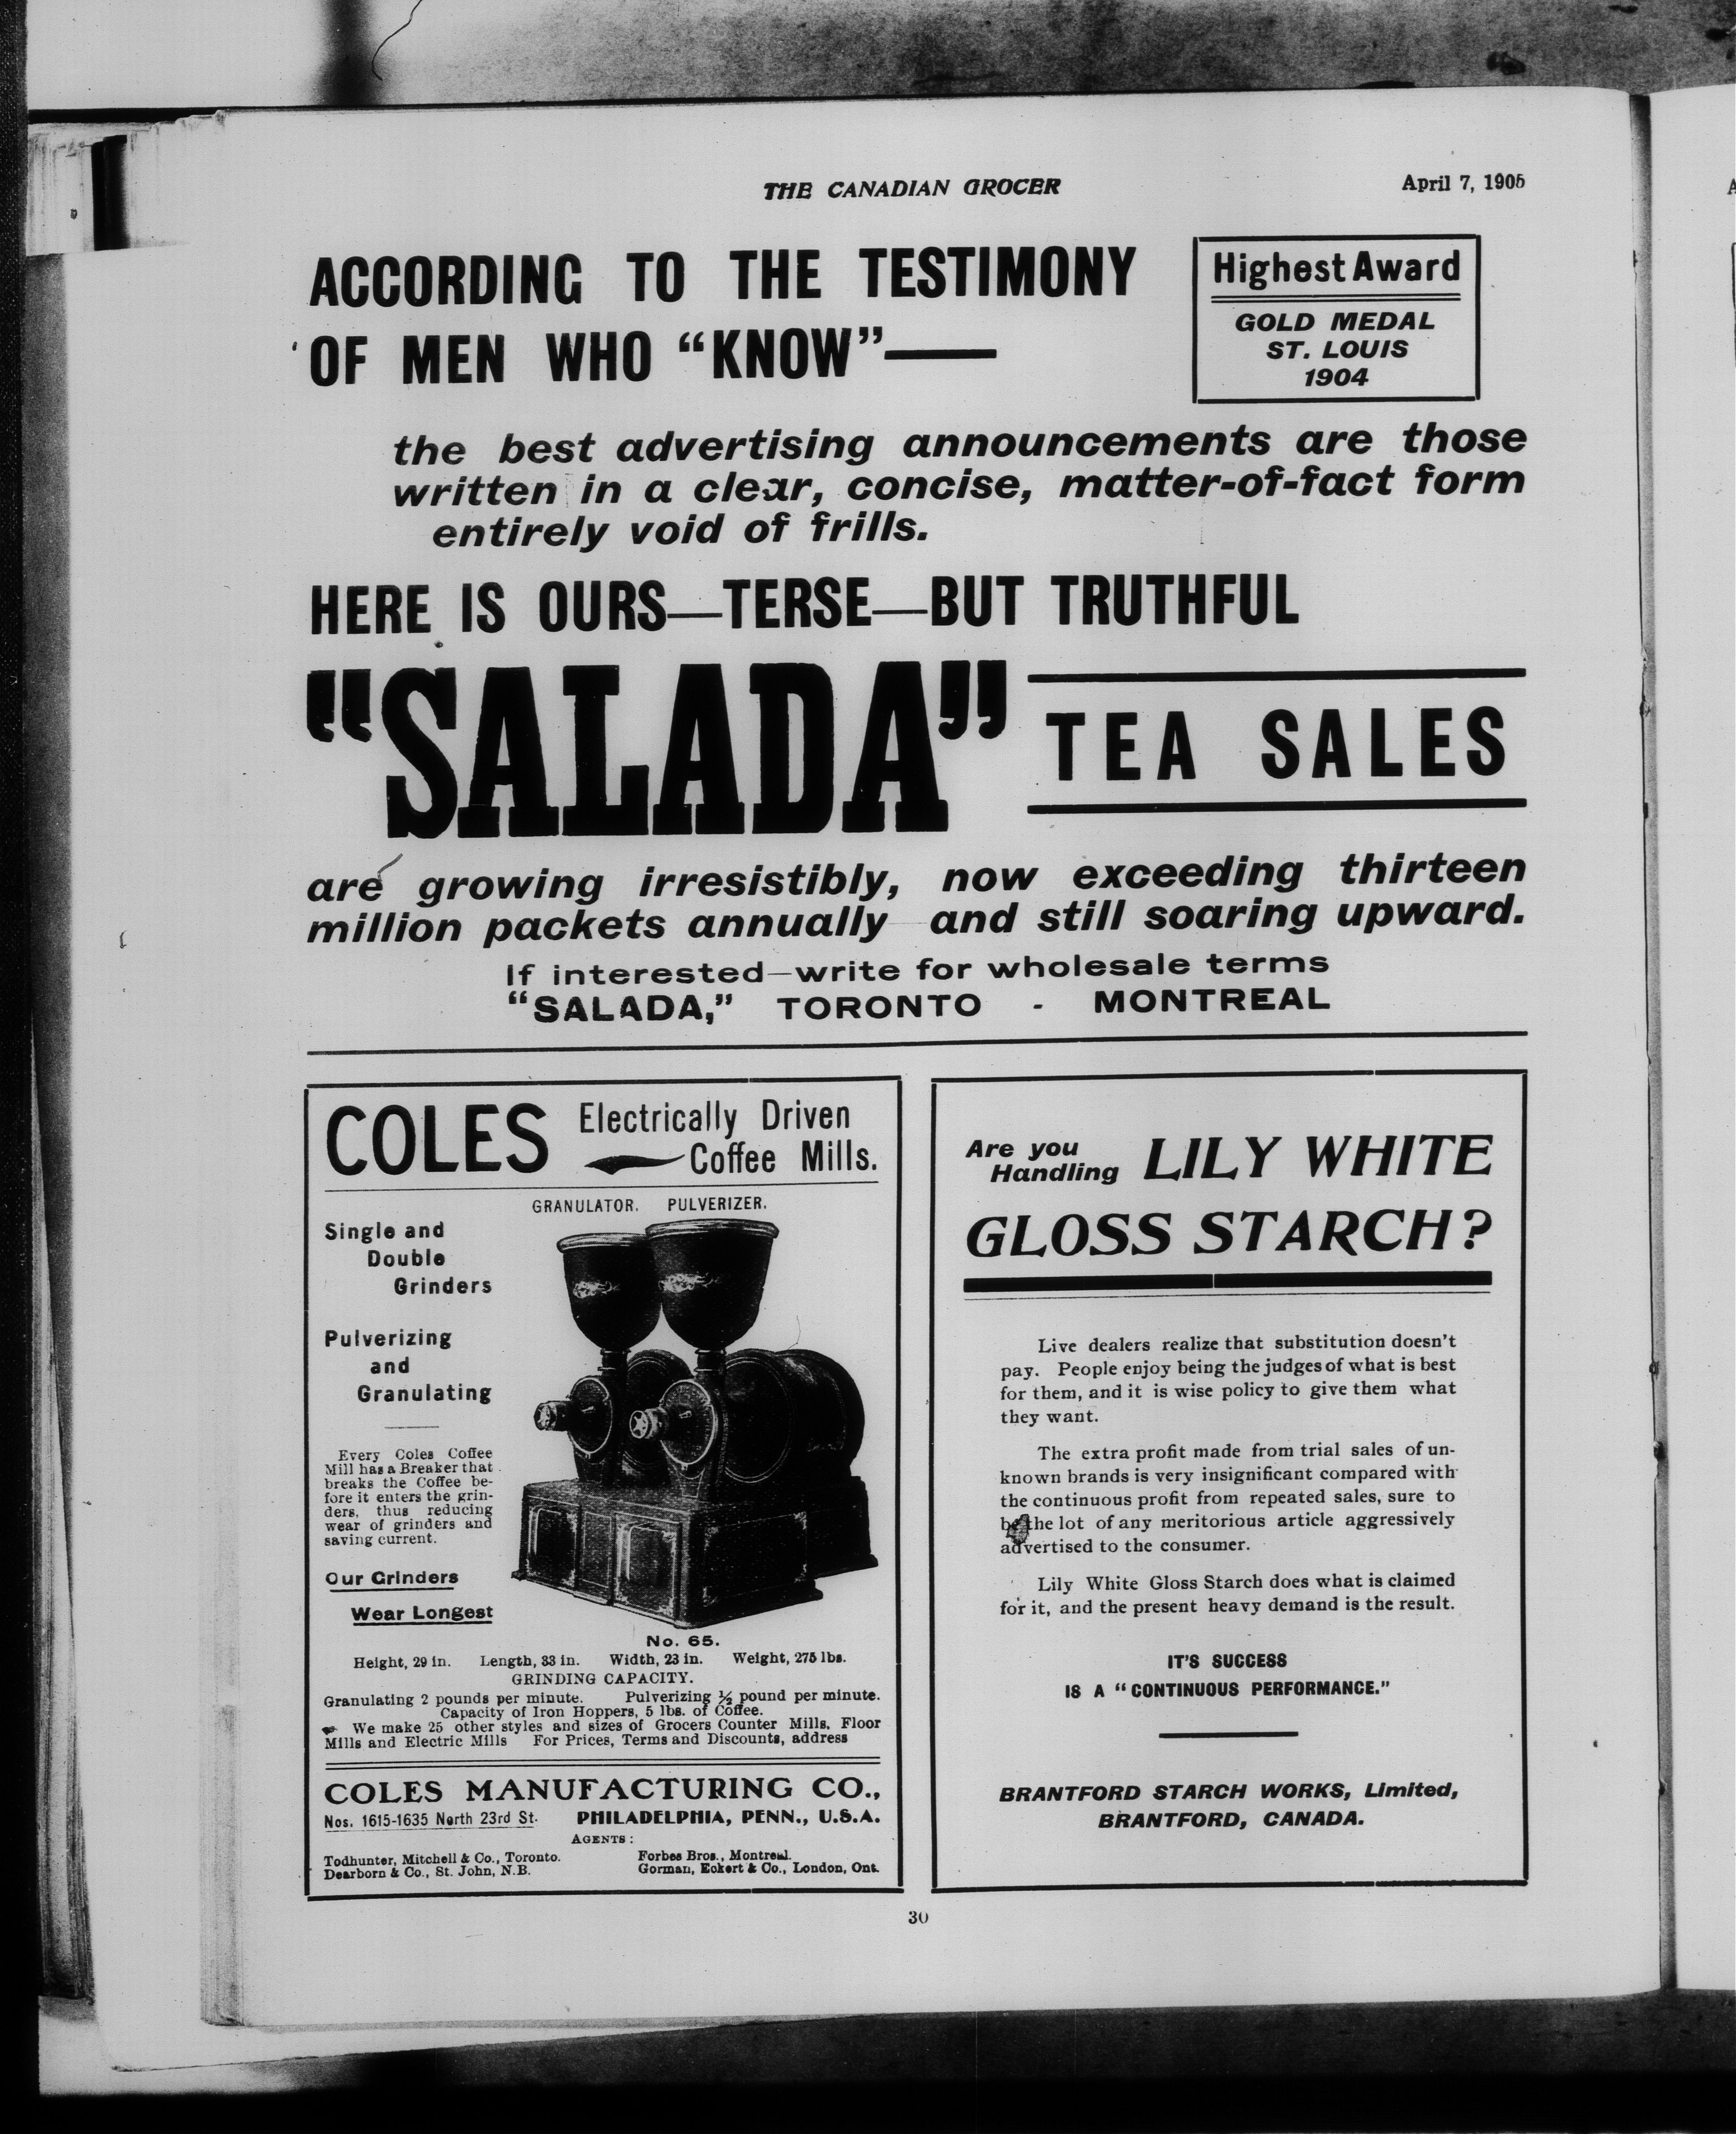 THE CANADIAN GROCER
April 7, 1905
ACCORDING TO THE TESTIMONY
OF MEN WHO “KNOW”—
Highest Award
GOLD MEDAL
ST. LOUIS
1904
the best advertising announcements are those
written in a clear, concise, matter-of-fact form
entirely void of frills.
HERE IS OURS—TERSE—BUT TRUTHFUL
“SALADA” TEA SALES
are growing irresistibly, now exceeding thirteen
million packets annually and still soaring upward.
If interested—write for wholesale terms
“SALADA,” TORONTO - MONTREAL
COLES Electrically Driven
Coffee Mills.
GRANULATOR. PULVERIZER.
Single and
Double
Grinders
Pulverizing
and
Granulating
Every Coles Coffee
Mill has a Breaker that
breaks the Coffee be-
fore it enters the grin-
ders, thus reducing
wear of grinders and
saving current.
Our Grinders
Wear Longest
No. 65.
Height, 29 in. Length, 33 in. Width, 23 in. Weight, 275 lbs.
GRINDING CAPACITY.
Granulating 2 pounds per minute. Pulverizing ½ pound per minute.
Capacity of Iron Hoppers, 5 lbs. of Coffee.
We make 25 other styles and sizes of Grocers Counter Mills, Floor
Mills and Electric Mills For Prices, Terms and Discounts, address
COLES MANUFACTURING CO.,
Nos. 1615-1635 North 23rd St. PHILADELPHIA, PENN., U.S.A.
AGENTS:
Todhunter, Mitchell & Co., Toronto. Forbes Bros., Montreal.
Dearborn & Co., St. John, N.B. Gorman, Eckert & Co., London, Ont.
Are you
Handling LILY WHITE
GLOSS STARCH?
Live dealers realize that substitution doesn't
pay. People enjoy being the judges of what is best
for them, and it is wise policy to give them what
they want.
The extra profit made from trial sales of un-
known brands is very insignificant compared with
the continuous profit from repeated sales, sure to
be the lot of any meritorious article aggressively
advertised to the consumer.
Lily White Gloss Starch does what is claimed
for it, and the present heavy demand is the result.
IT'S SUCCESS
IS A “CONTINUOUS PERFORMANCE.”
BRANTFORD STARCH WORKS, Limited,
BRANTFORD, CANADA.
30